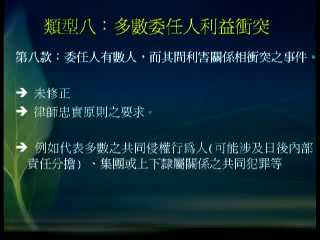 類型八：多數委任人利益衝突
第八款：委任人有數人，而其間利害關係相衝突之事件。
➔ 未修正
➔ 律師忠實原則之要求。
➔ 例如代表多數之共同侵權行為人(可能涉及日後內部
責任分擔) 、集團或上下隸屬關係之共同犯罪等